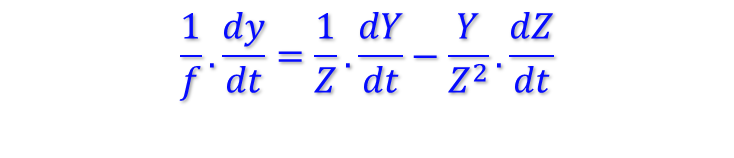 1/f . dy/dt = 1/Z . dY/dt − Y/Z² . dZ/dt